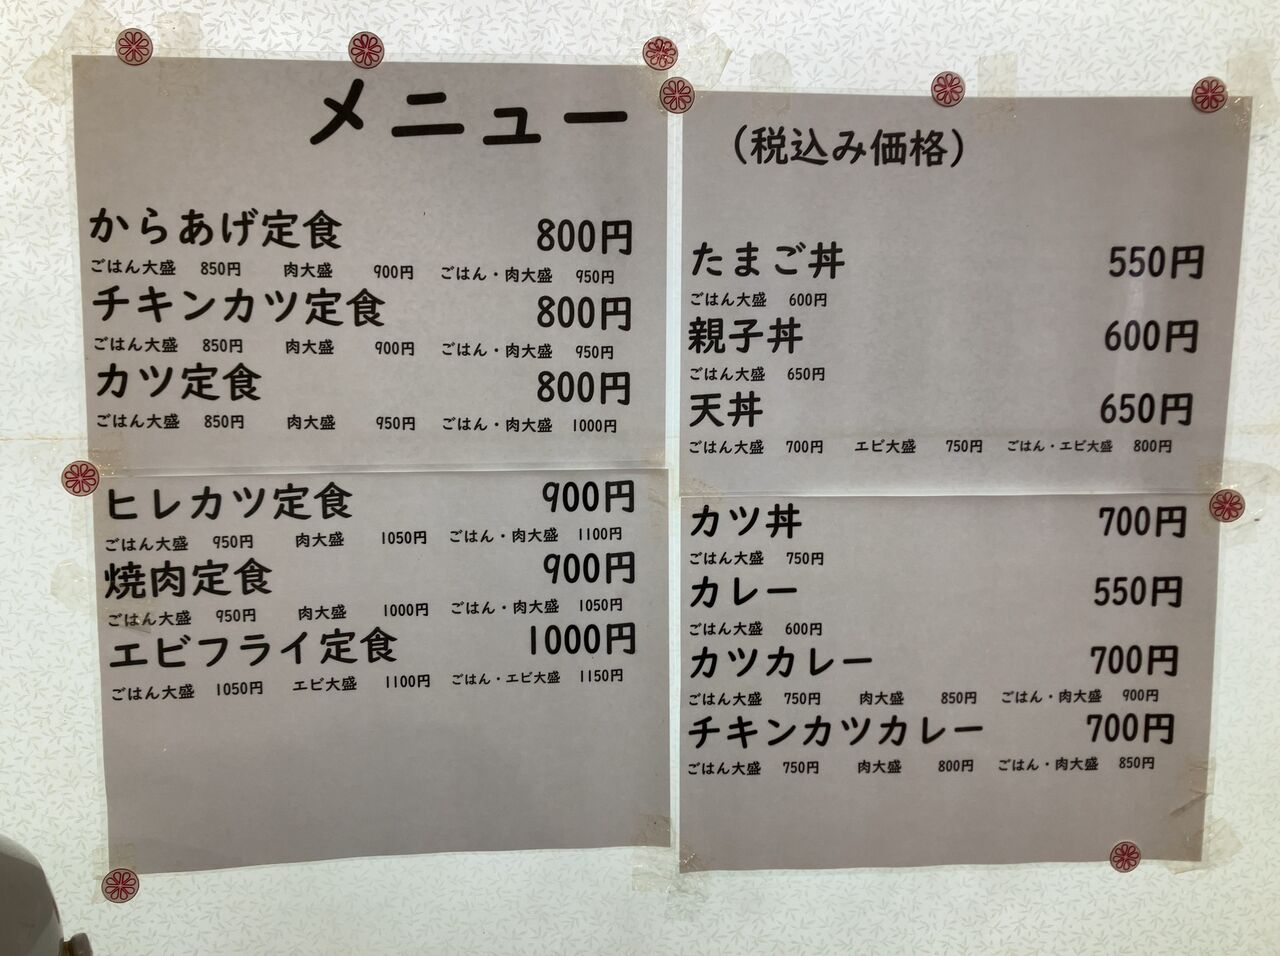 メニュー
からあげ定食 800円
ごはん大盛 850円 肉大盛 900円 ごはん・肉大盛 950円
チキンカツ定食 800円
ごはん大盛 850円 肉大盛 900円 ごはん・肉大盛 950円
カツ定食 800円
ごはん大盛 850円 肉大盛 950円 ごはん・肉大盛 1000円
ヒレカツ定食 900円
ごはん大盛 950円 肉大盛 1050円 ごはん・肉大盛 1100円
焼肉定食 900円
ごはん大盛 950円 肉大盛 1000円 ごはん・肉大盛 1050円
エビフライ定食 1000円
ごはん大盛 1050円 エビ大盛 1100円 ごはん・エビ大盛 1150円
（税込み価格）
たまご丼 550円
ごはん大盛 600円
親子丼 600円
ごはん大盛 650円
天丼 650円
ごはん大盛 700円 エビ大盛 750円 ごはん・エビ大盛 800円
カツ丼 700円
ごはん大盛 750円
カレー 550円
ごはん大盛 600円
カツカレー 700円
ごはん大盛 750円 肉大盛 850円 ごはん・肉大盛 900円
チキンカツカレー 700円
ごはん大盛 750円 肉大盛 800円 ごはん・肉大盛 850円